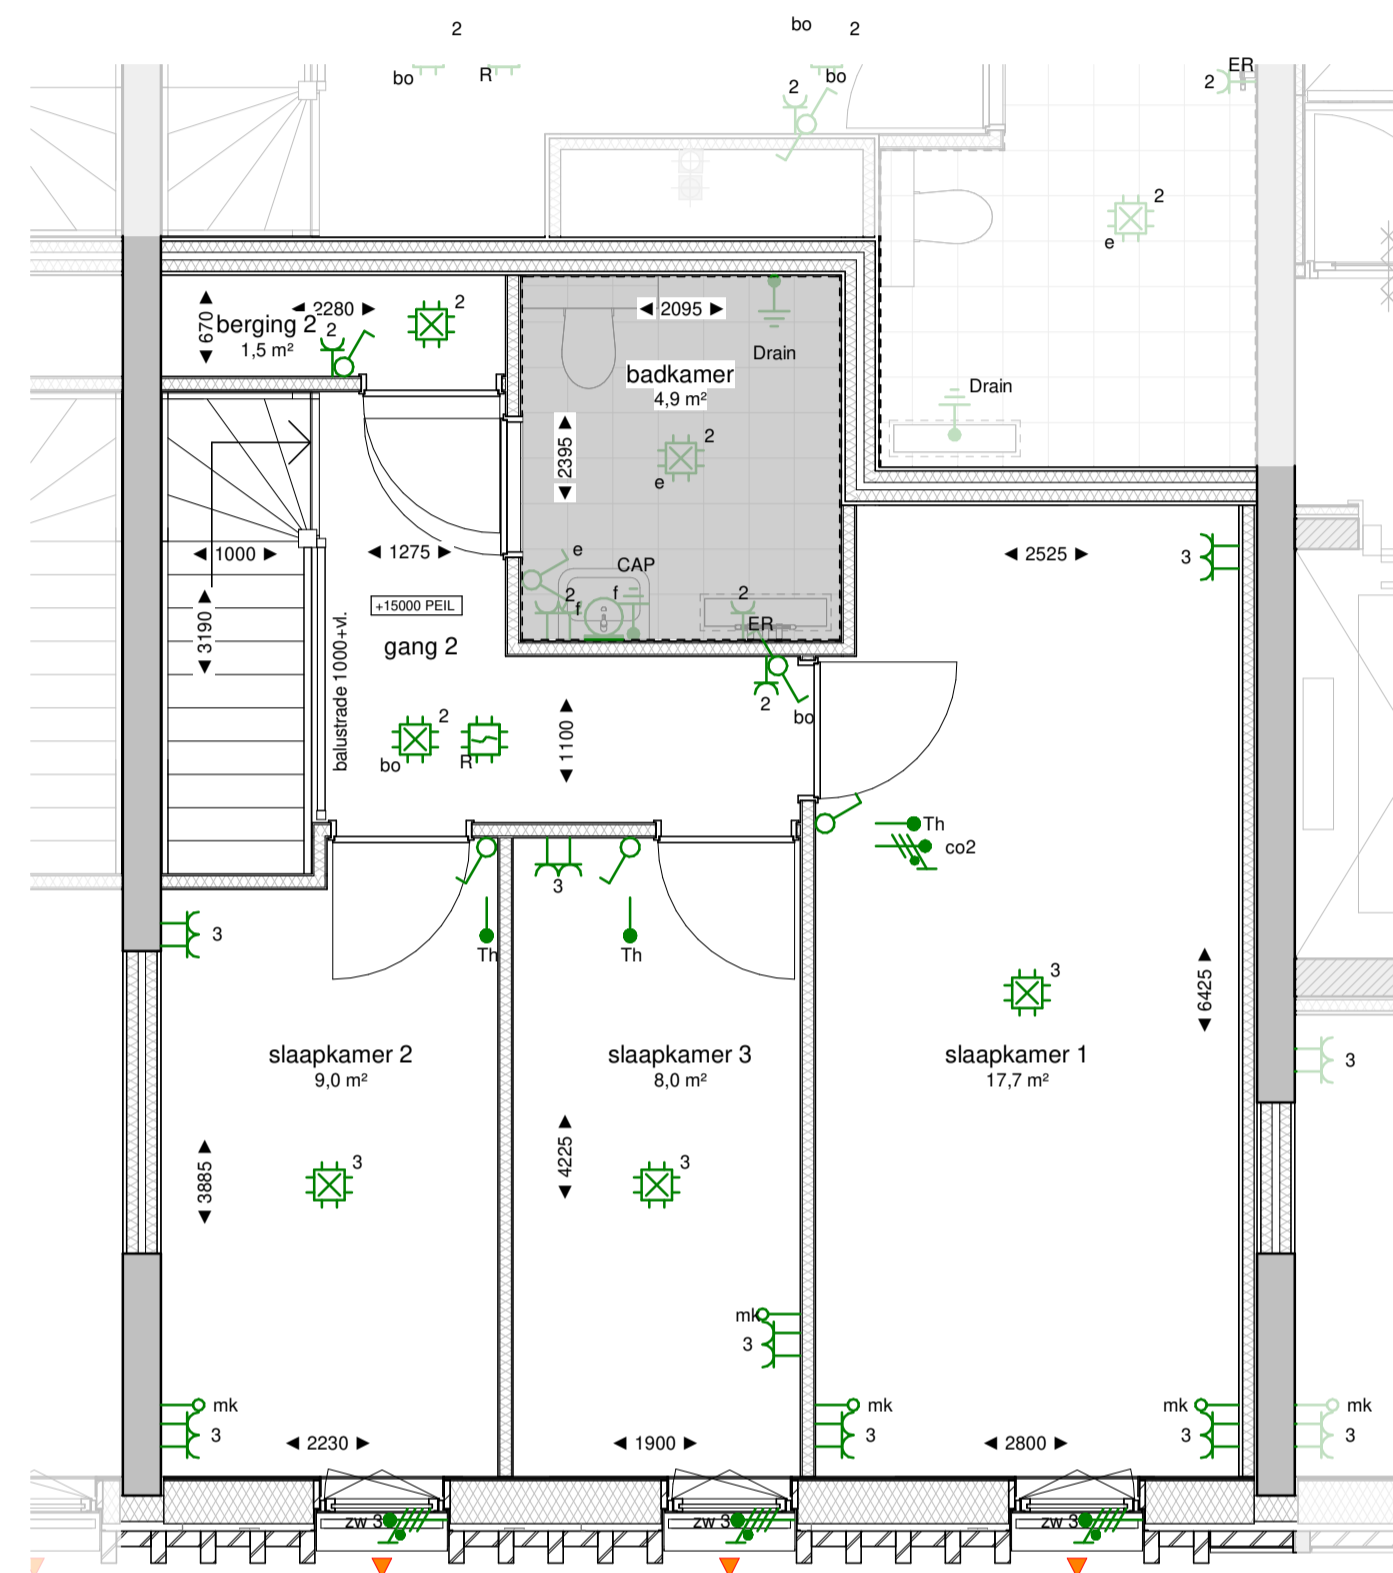 2
bo
2
bo
R
bo
2
ER
2
2
e
670
2280
2
berging 2
2
1,5 m²
2095
Drain
badkamer
4,9 m²
Drain
2
2395
e
1000
1275
e
2525
3
CAP
3190
+15000 PEIL
2
f
f
2
ER
gang 2
balustrade 1000+vl.
2
bo
2
bo
R
1100
Th
co2
3
3
Th
Th
3
6425
slaapkamer 2
9,0 m²
slaapkamer 3
8,0 m²
slaapkamer 1
17,7 m²
3
3885
4225
3
3
mk
3
mk
3
mk
3
mk
3
mk
3
2230
1900
2800
zw 3
zw 3
zw 3